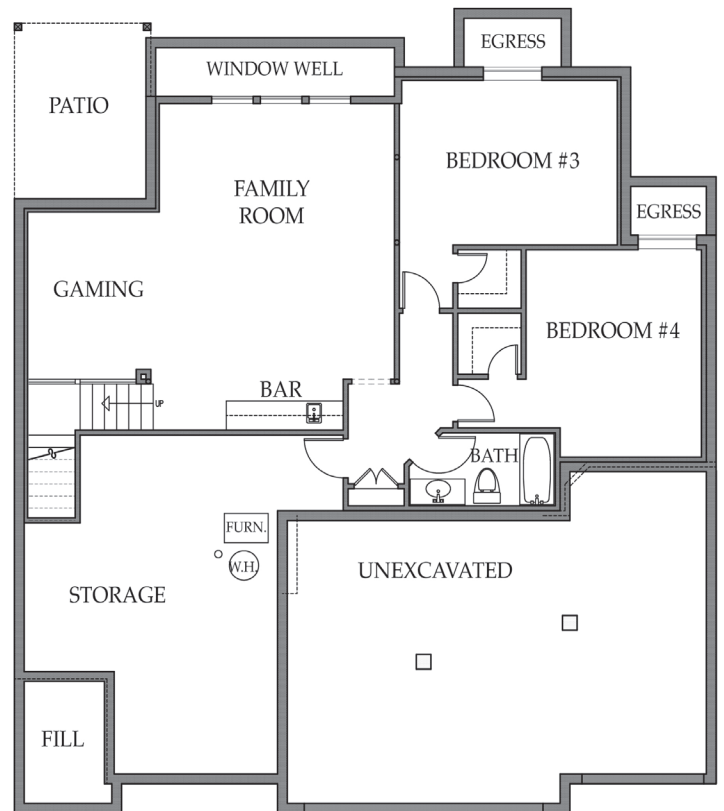 EGRESS
WINDOW WELL
PATIO
BEDROOM #3
FAMILY
ROOM
EGRESS
GAMING
BEDROOM #4
BAR
UP
BATH
FURN.
W.H.
UNEXCAVATED
STORAGE
FILL